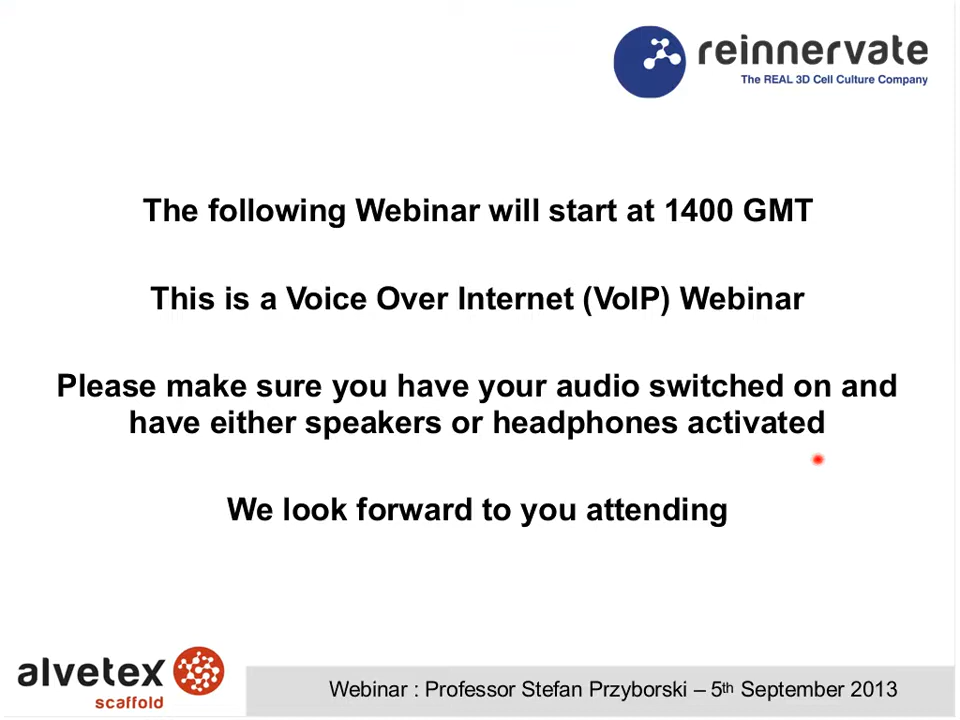 reinnervate
The REAL 3D Cell Culture Company
The following Webinar will start at 1400 GMT
This is a Voice Over Internet (VoIP) Webinar
Please make sure you have your audio switched on and
have either speakers or headphones activated
We look forward to you attending
alvetex
scaffold
Webinar : Professor Stefan Przyborski – 5th September 2013